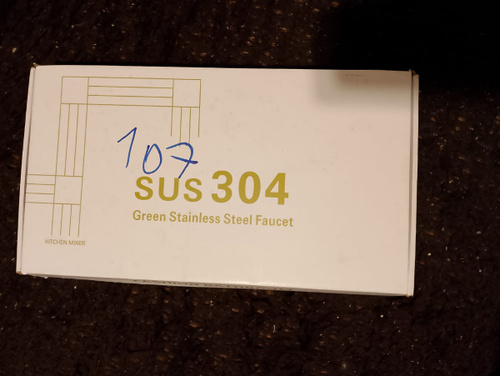 107
SUS 304
Green Stainless Steel Faucet
KITCHEN MIXER